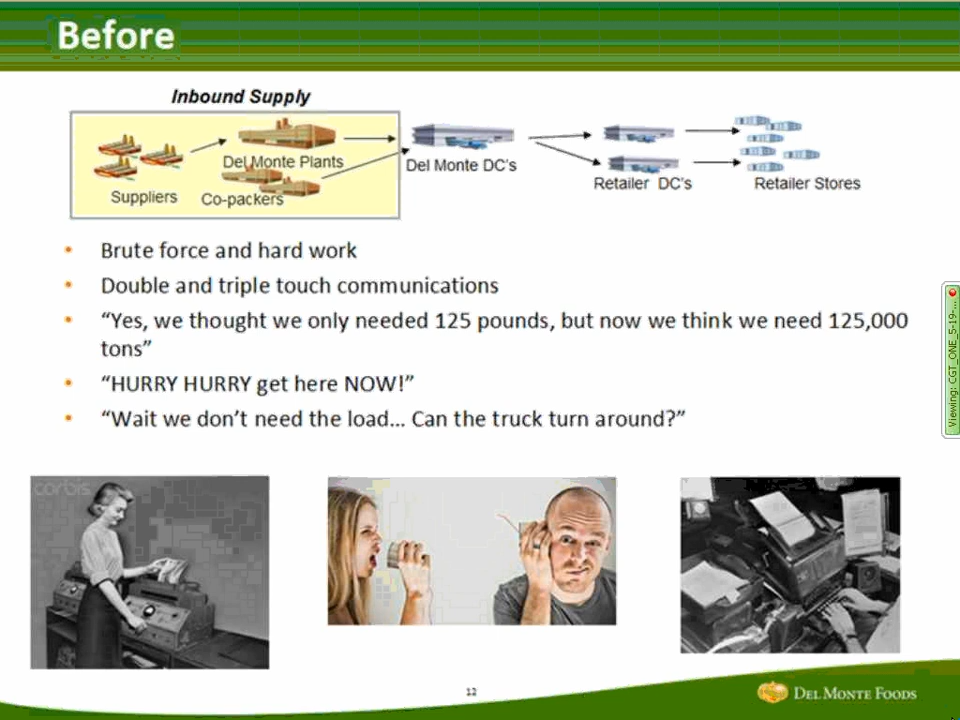 Before
Inbound Supply
Del Monte Plants
Del Monte DC's
Suppliers
Co-packers
Retailer DC's
Retailer Stores
• Brute force and hard work
• Double and triple touch communications
• “Yes, we thought we only needed 125 pounds, but now we think we need 125,000
tons”
• “HURRY HURRY get here NOW!”
• “Wait we don’t need the load... Can the truck turn around?”
corbis
Viewing: CGT_ONE_5-19-...
12
DEL MONTE FOODS